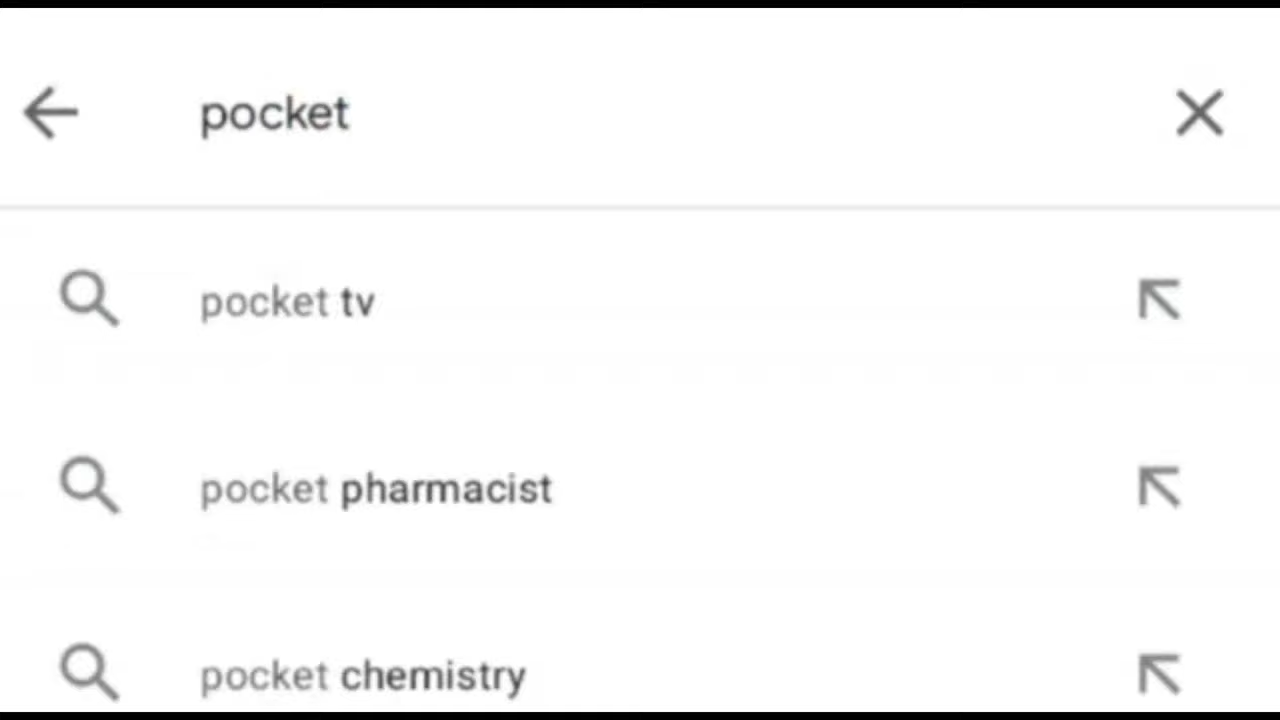 pocket
pocket tv
pocket pharmacist
pocket chemistry